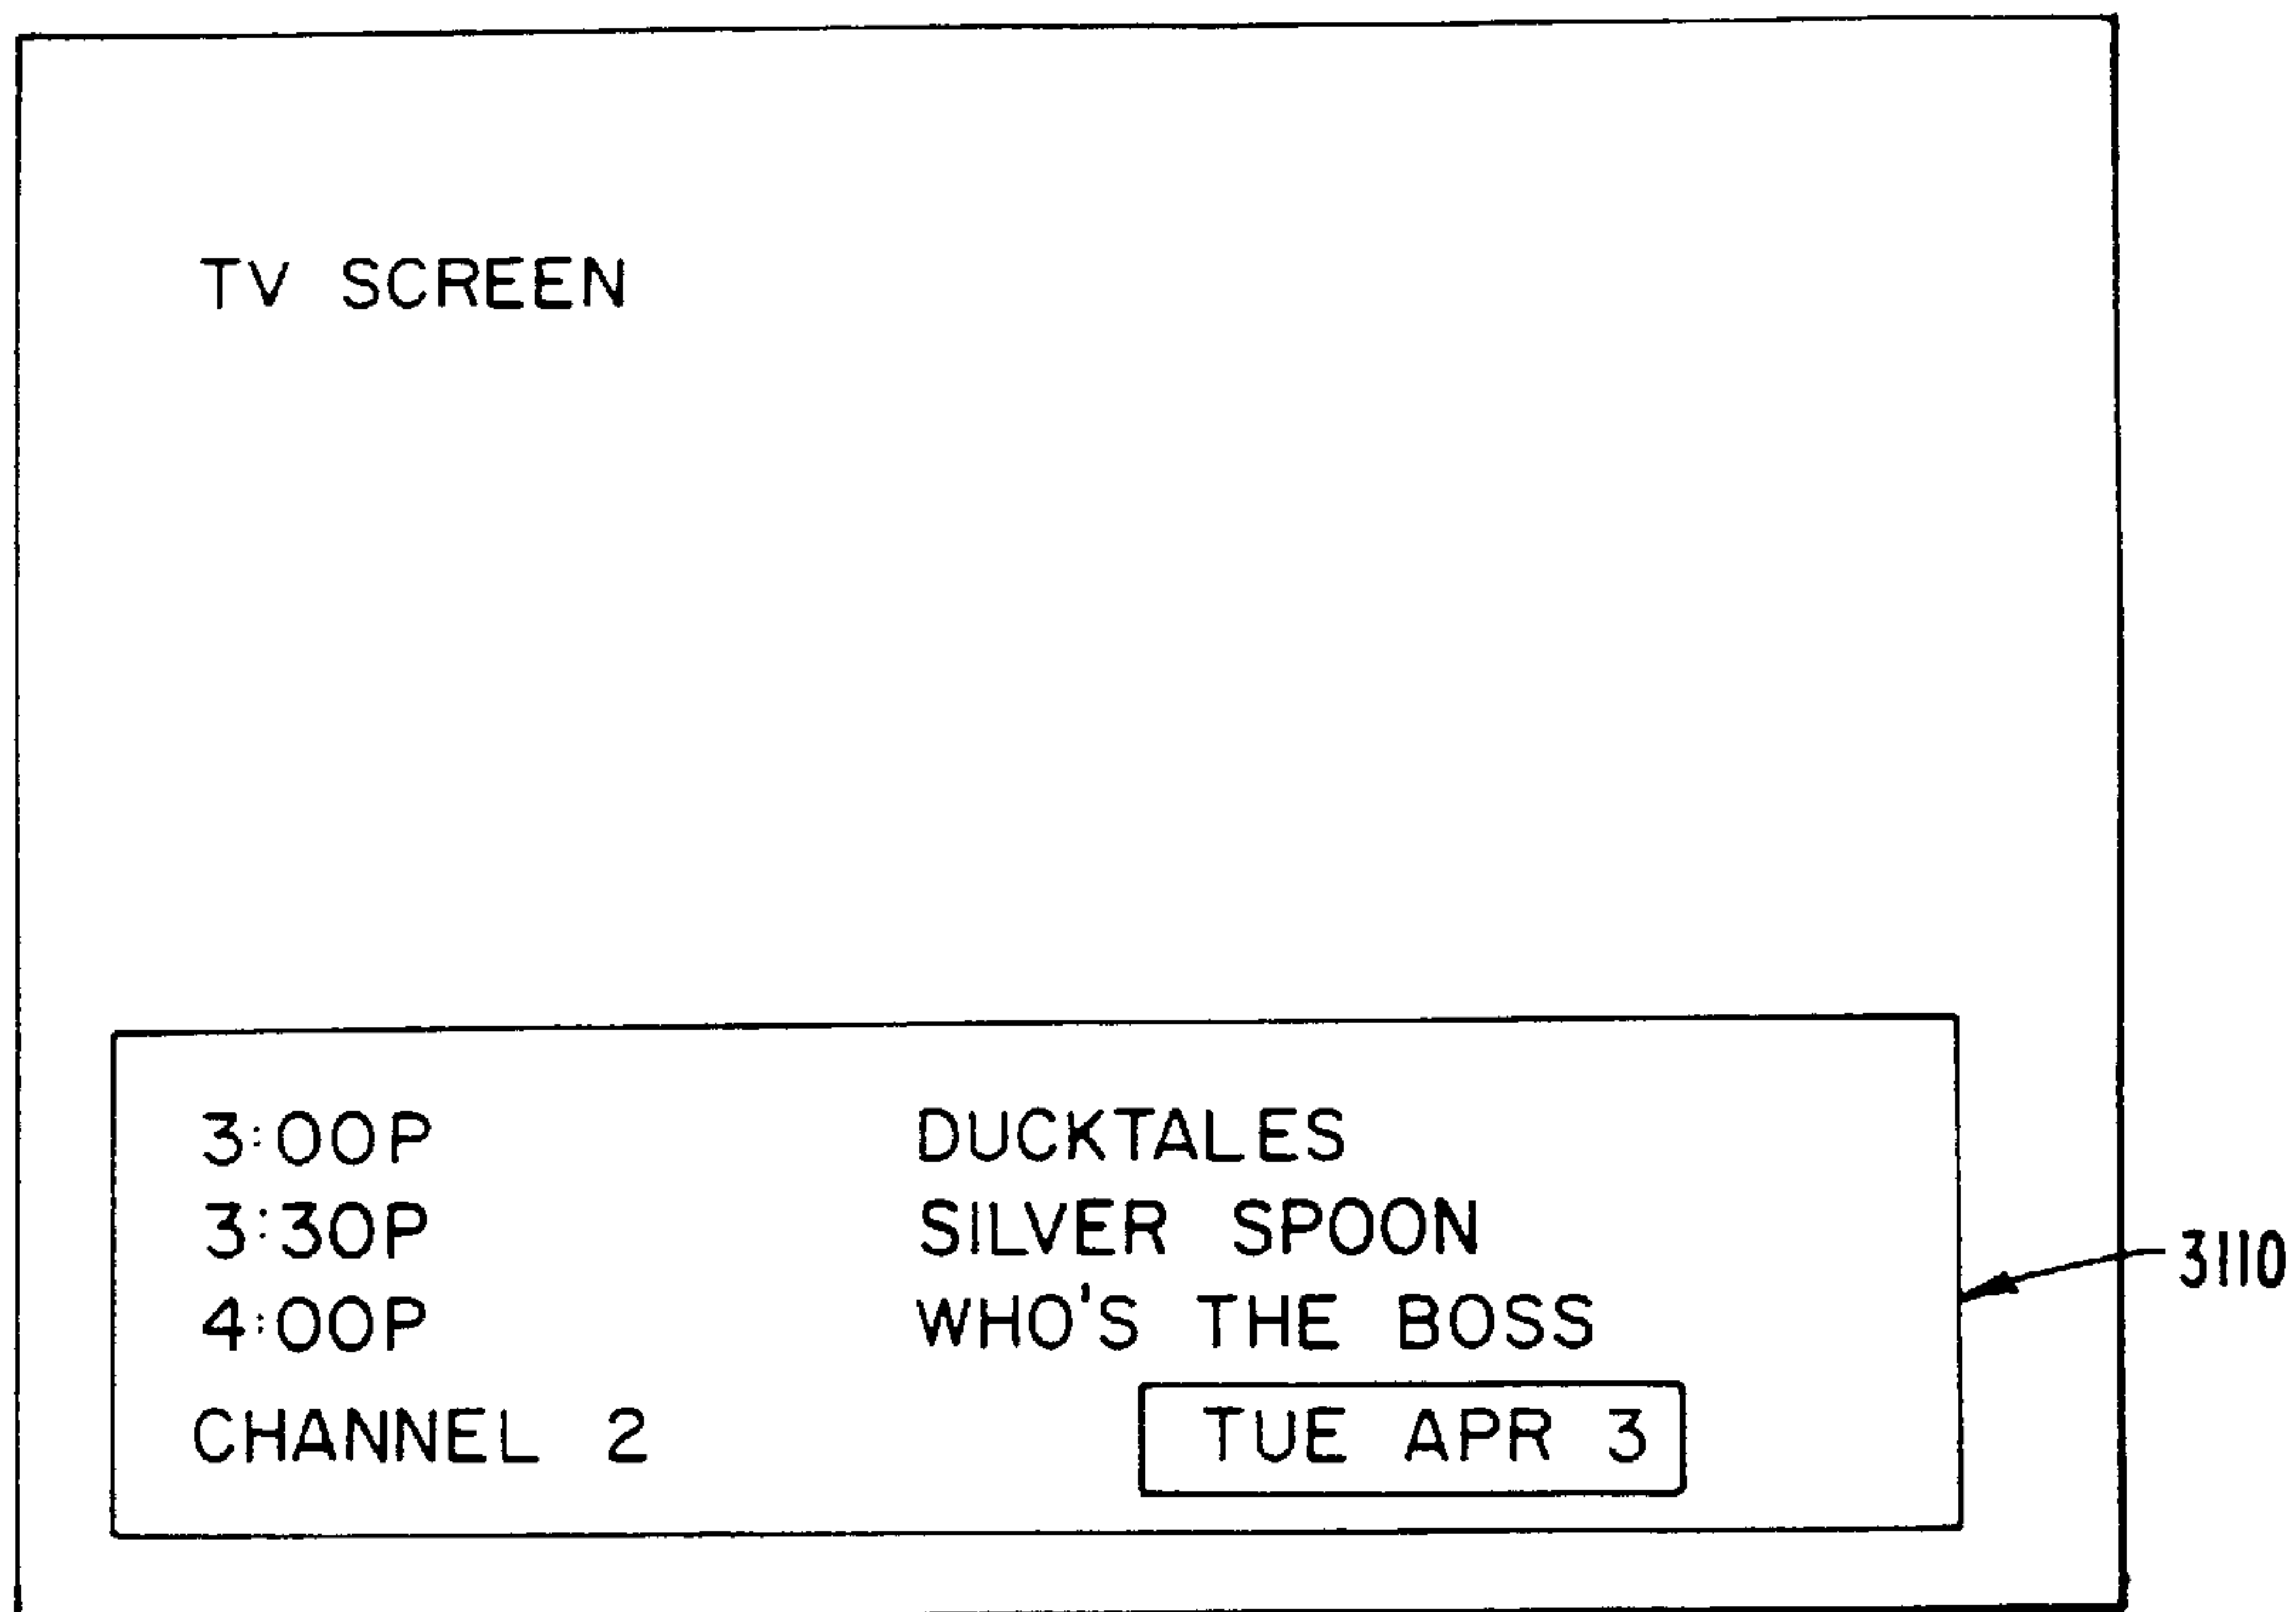 TV SCREEN
3:00P DUCKTALES
3:30P SILVER SPOON
4:00P WHO'S THE BOSS
3110
CHANNEL 2 TUE APR 3